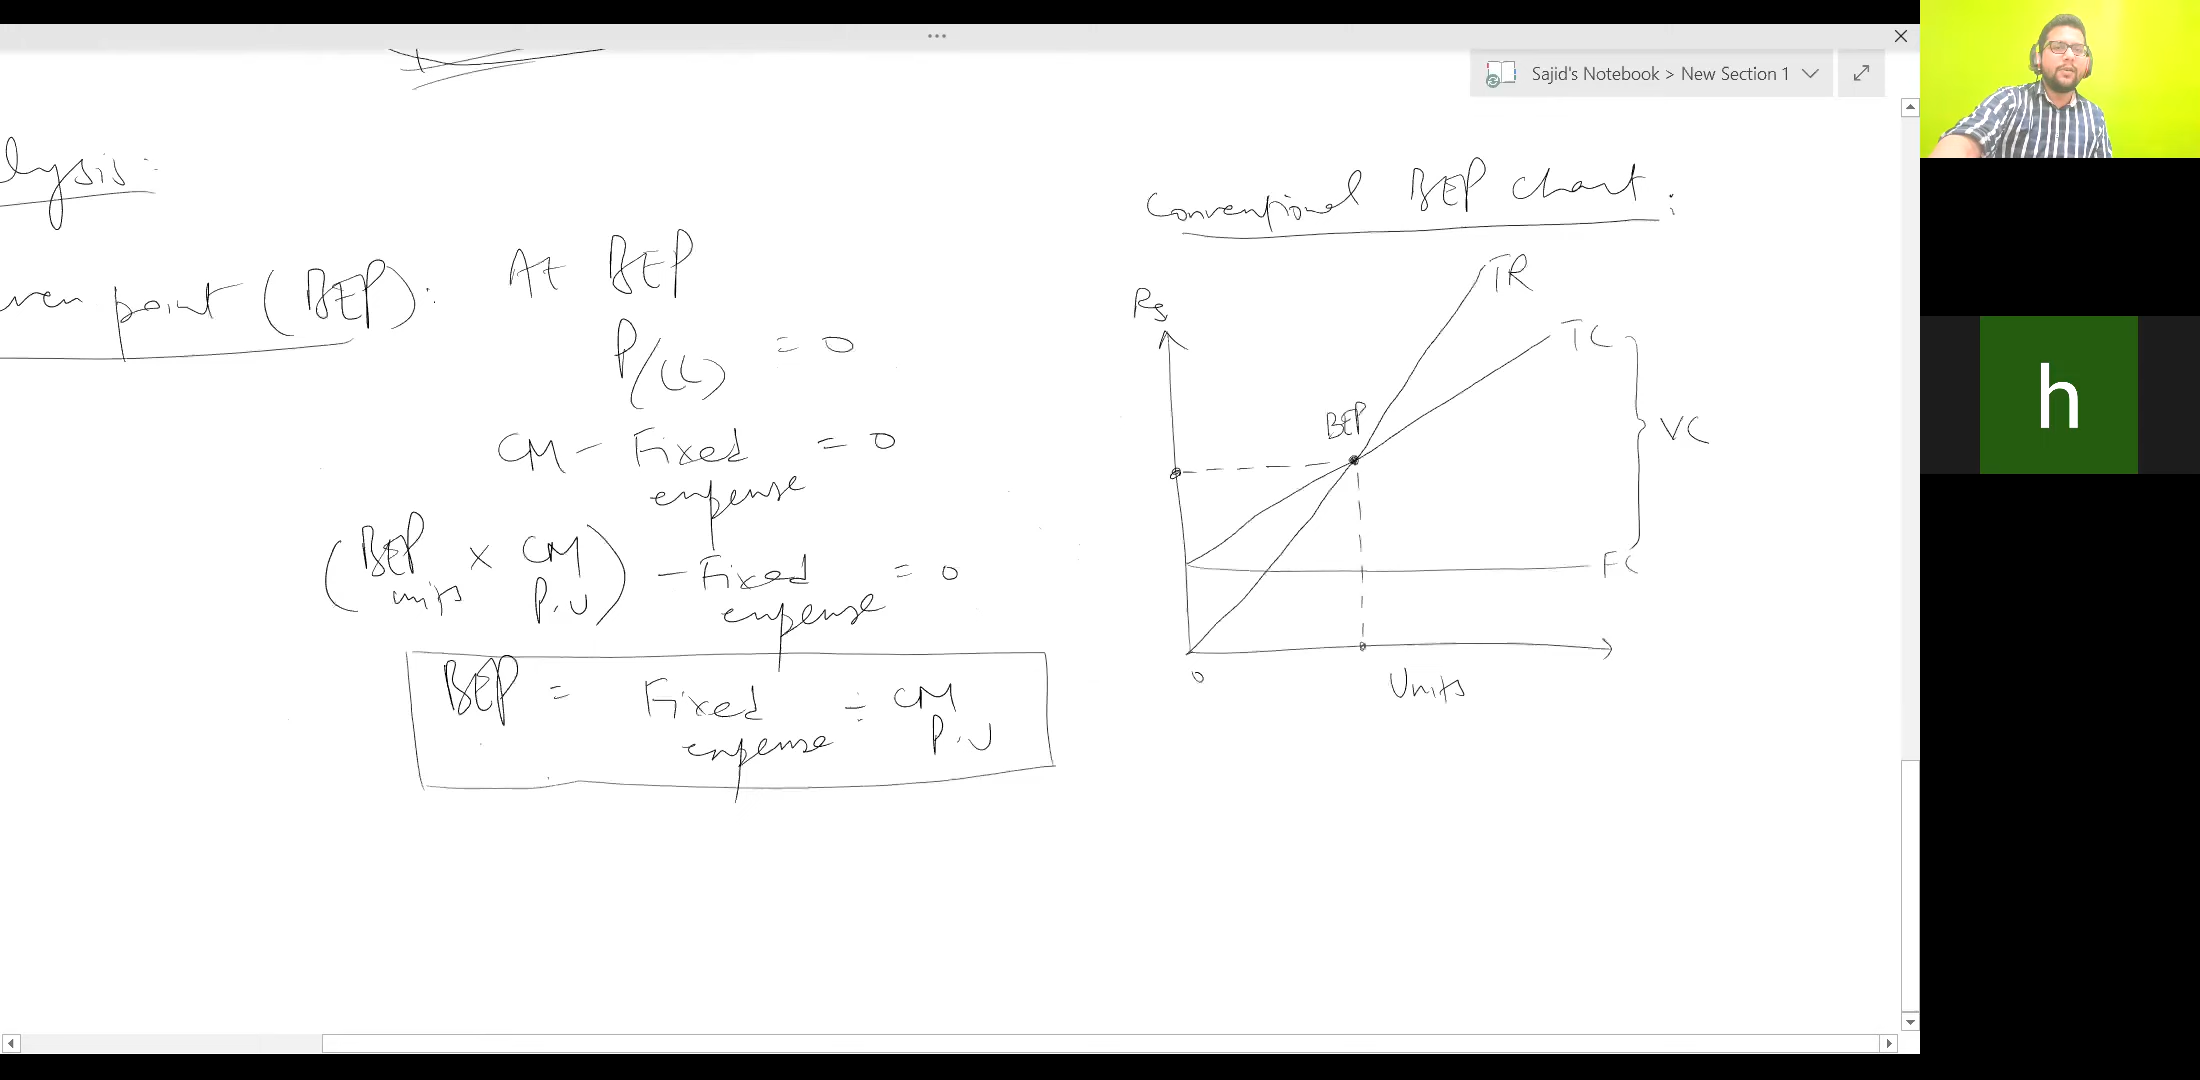 Sajid's Notebook > New Section 1
lysis:
ven point (BEP):
At BEP
P/(L) = 0
CM - Fixed expense = 0
(BEP units x CM P.U) - Fixed expense = 0
BEP = Fixed expense ÷ CM P.U
Conventional BEP chart:
Rs
TR
TC
BEP
VC
FC
0
Units
h